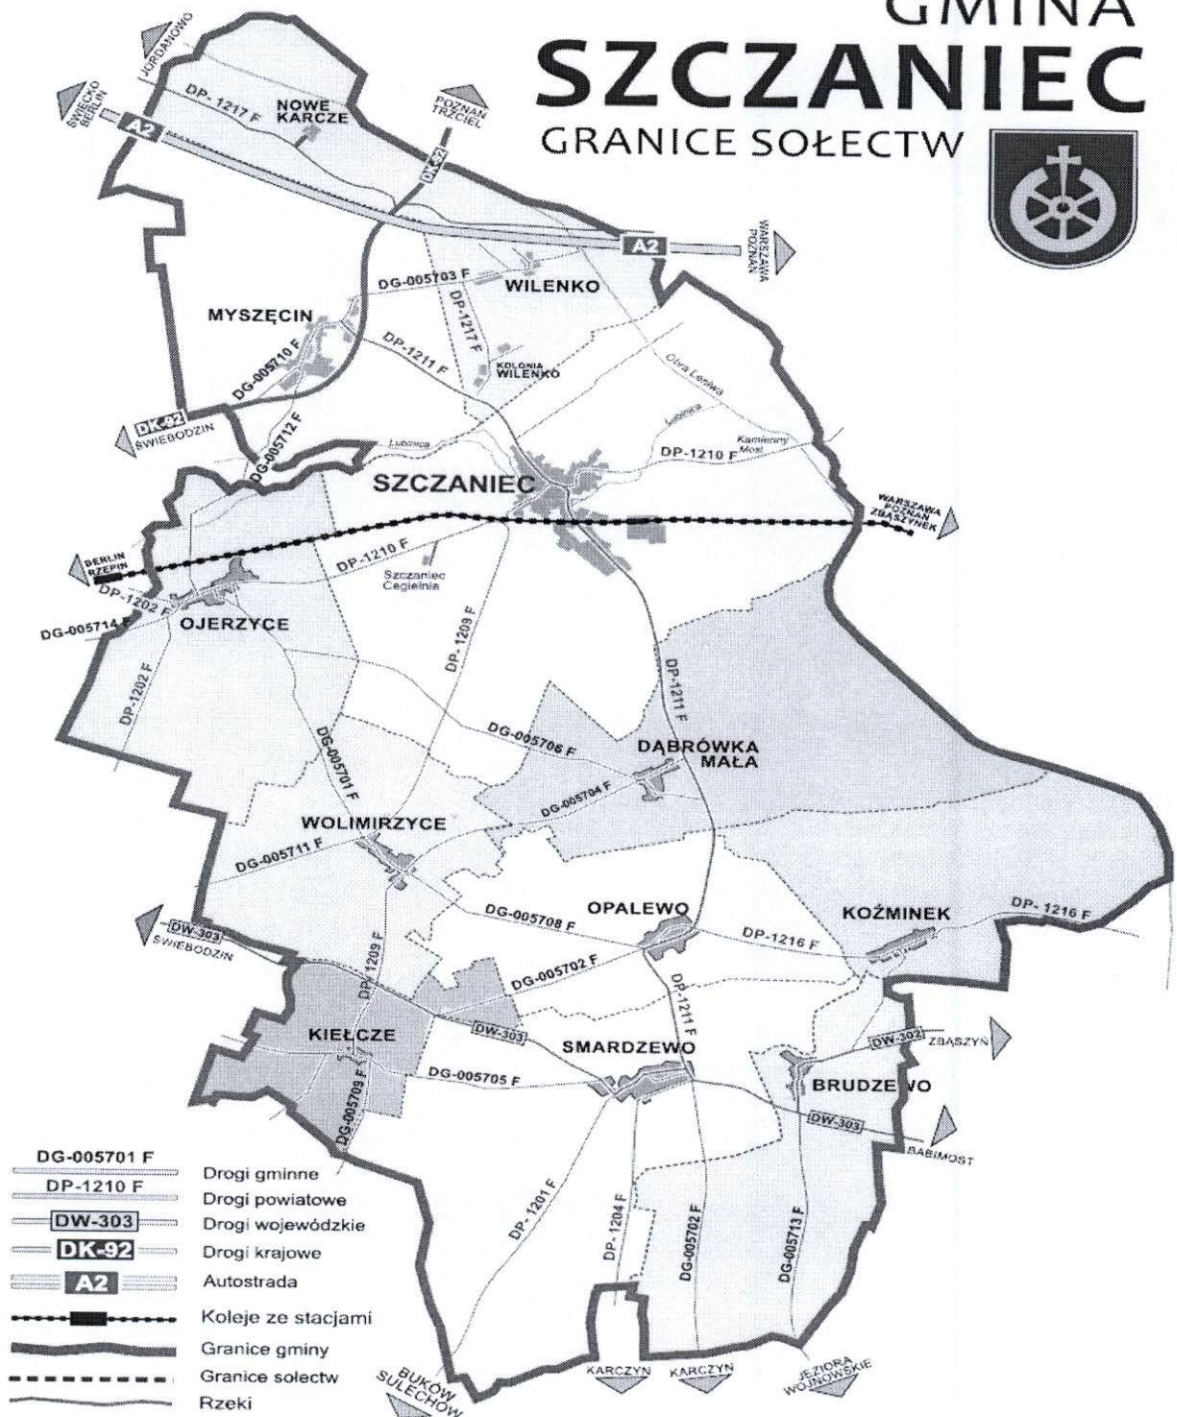 GMINA
SZCZANIEC
GRANICE SOŁECTW
JORDANOWO
ŚWIECKO
BERLIN
A2
DP- 1217 F
NOWE
KARCZE
POZNAŃ
TRZCIEL
DK-92
A2
WARSZAWA
POZNAŃ
DG-005703 F
WILENKO
MYSZĘCIN
DP-1217 F
DP-1211 F
DG-005710 F
KOLONIA
WILENKO
Obra Leniwa
DK-92
ŚWIEBODZIN
DG-005712 F
Lubinica
Lubinica
Kamienny
Most
DP-1210 F
SZCZANIEC
WARSZAWA
POZNAŃ
ZBĄSZYNEK
BERLIN
RZEPIN
DP-1210 F
Szczaniec
Cegielnia
DP-1202 F
DG-005714 F
OJERZYCE
DP- 1209 F
DP-1202 F
DP-1211 F
DG-005706 F
DĄBRÓWKA
MAŁA
DG-005701 F
DG-005704 F
WOLIMIRZYCE
DG-005711 F
DG-005708 F
OPALEWO
KOŹMINEK
DP- 1216 F
DP-1216 F
DW-303
ŚWIEBODZIN
DP- 1209 F
DG-005702 F
DP-1211 F
KIEŁCZE
DW-303
SMARDZEWO
DW-302
ZBĄSZYŃ
DG-005705 F
BRUDZEWO
DG-005709 F
DW-303
BABIMOST
DP- 1201 F
DP- 1204 F
DG-005702 F
DG-005713 F
BUKÓW
SULECHÓW
KARCZYN
KARCZYN
JEZIORA
WOJNOWSKIE
DG-005701 F
Drogi gminne
DP-1210 F
Drogi powiatowe
DW-303
Drogi wojewódzkie
DK-92
Drogi krajowe
A2
Autostrada
Koleje ze stacjami
Granice gminy
Granice sołectw
Rzeki